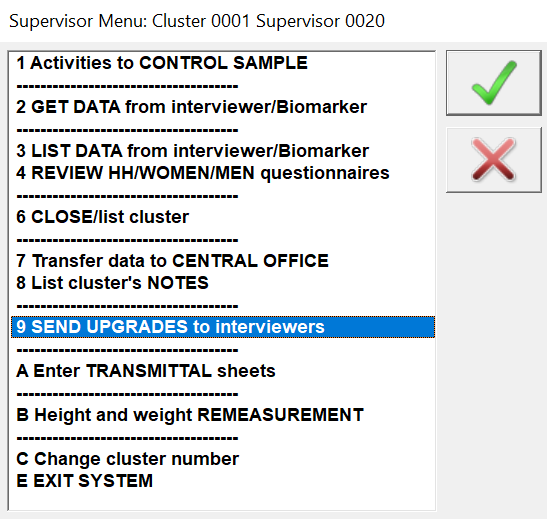 Supervisor Menu: Cluster 0001 Supervisor 0020
1 Activities to CONTROL SAMPLE
-------------------------------------
2 GET DATA from interviewer/Biomarker
-------------------------------------
3 LIST DATA from interviewer/Biomarker
4 REVIEW HH/WOMEN/MEN questionnaires
-------------------------------------
6 CLOSE/list cluster
-------------------------------------
7 Transfer data to CENTRAL OFFICE
8 List cluster's NOTES
-------------------------------------
9 SEND UPGRADES to interviewers
-------------------------------------
A Enter TRANSMITTAL sheets
-------------------------------------
B Height and weight REMEASUREMENT
-------------------------------------
C Change cluster number
E EXIT SYSTEM